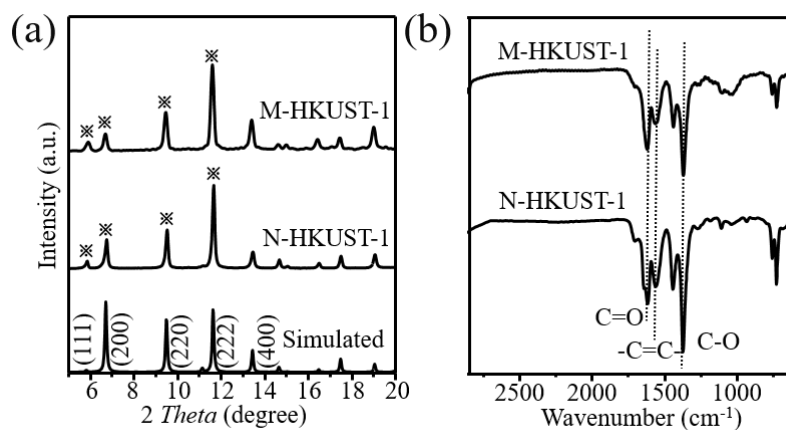 (a)
M-HKUST-1
※ ※ ※ ※
N-HKUST-1
※ ※ ※ ※
Simulated
(111) (200) (220) (222) (400)
Intensity (a.u.)
6 8 10 12 14 16 18 20
2 Theta (degree)
(b)
M-HKUST-1
N-HKUST-1
C=O
-C=C-
C-O
2500 2000 1500 1000
Wavenumber (cm⁻¹)